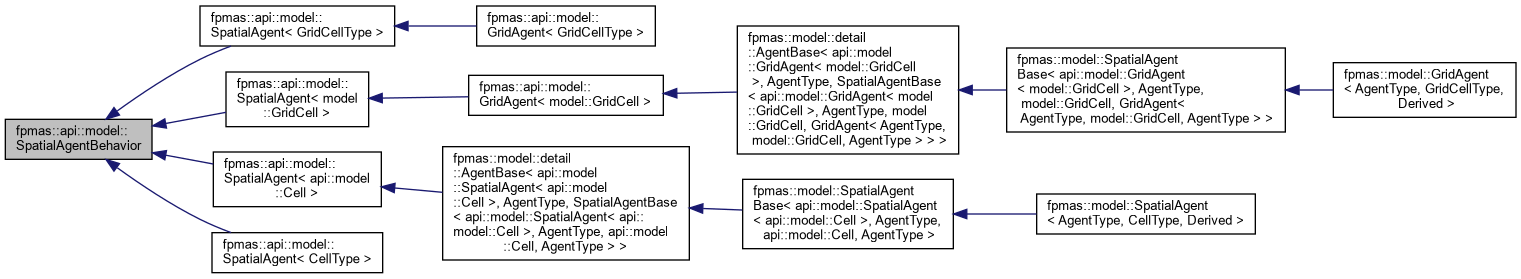 fpmas::api::model::
SpatialAgentBehavior
fpmas::api::model::
SpatialAgent< GridCellType >
fpmas::api::model::
GridAgent< GridCellType >
fpmas::api::model::
SpatialAgent< model
::GridCell >
fpmas::api::model::
GridAgent< model::GridCell >
fpmas::model::detail
::AgentBase< api::model
::GridAgent< model::GridCell
>, AgentType, SpatialAgentBase
< api::model::GridAgent< model
::GridCell >, AgentType, model
::GridCell, GridAgent< AgentType,
model::GridCell, AgentType > > >
fpmas::model::SpatialAgent
Base< api::model::GridAgent
< model::GridCell >, AgentType,
model::GridCell, GridAgent<
AgentType, model::GridCell, AgentType > >
fpmas::model::GridAgent
< AgentType, GridCellType,
Derived >
fpmas::api::model::
SpatialAgent< api::model
::Cell >
fpmas::model::detail
::AgentBase< api::model
::SpatialAgent< api::model
::Cell >, AgentType, SpatialAgentBase
< api::model::SpatialAgent< api::
model::Cell >, AgentType, api::model
::Cell, AgentType > >
fpmas::model::SpatialAgent
Base< api::model::SpatialAgent
< api::model::Cell >, AgentType,
api::model::Cell, AgentType >
fpmas::model::SpatialAgent
< AgentType, CellType, Derived >
fpmas::api::model::
SpatialAgent< CellType >